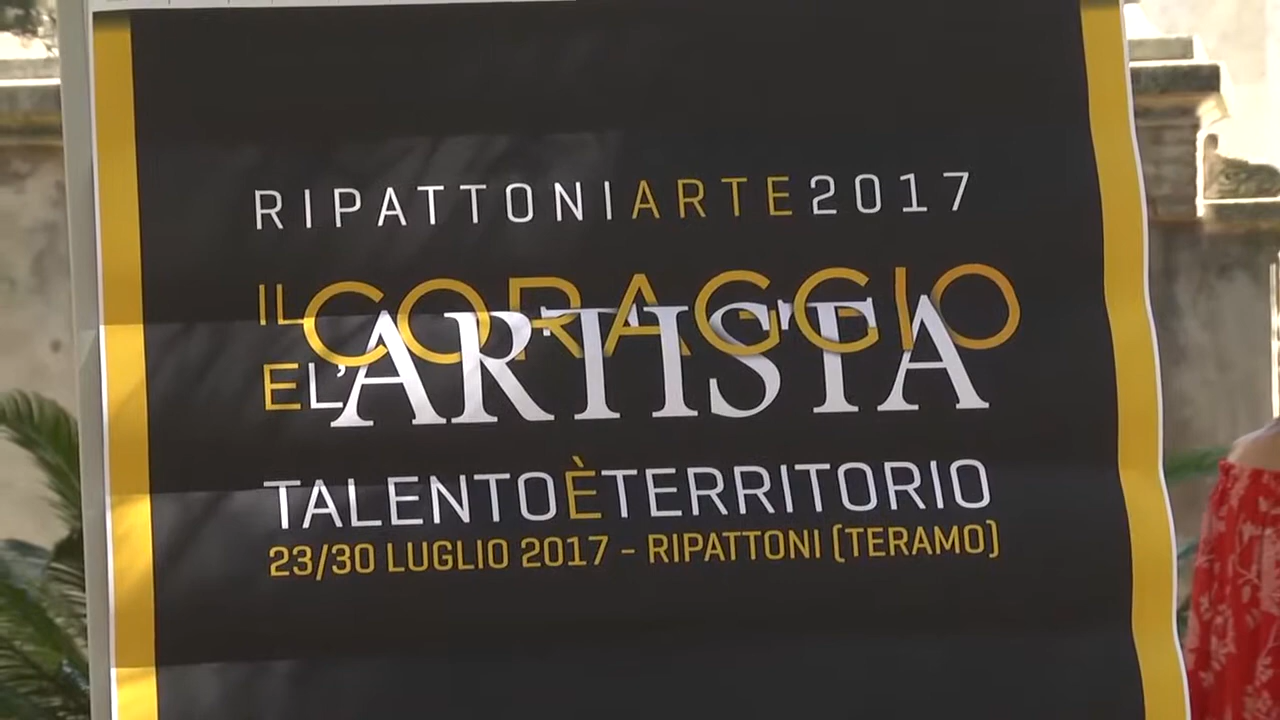 RIPATTONIARTE2017
IL CORAGGIO
E L'ARTISTA
TALENTOÈTERRITORIO
23/30 LUGLIO 2017 - RIPATTONI (TERAMO)